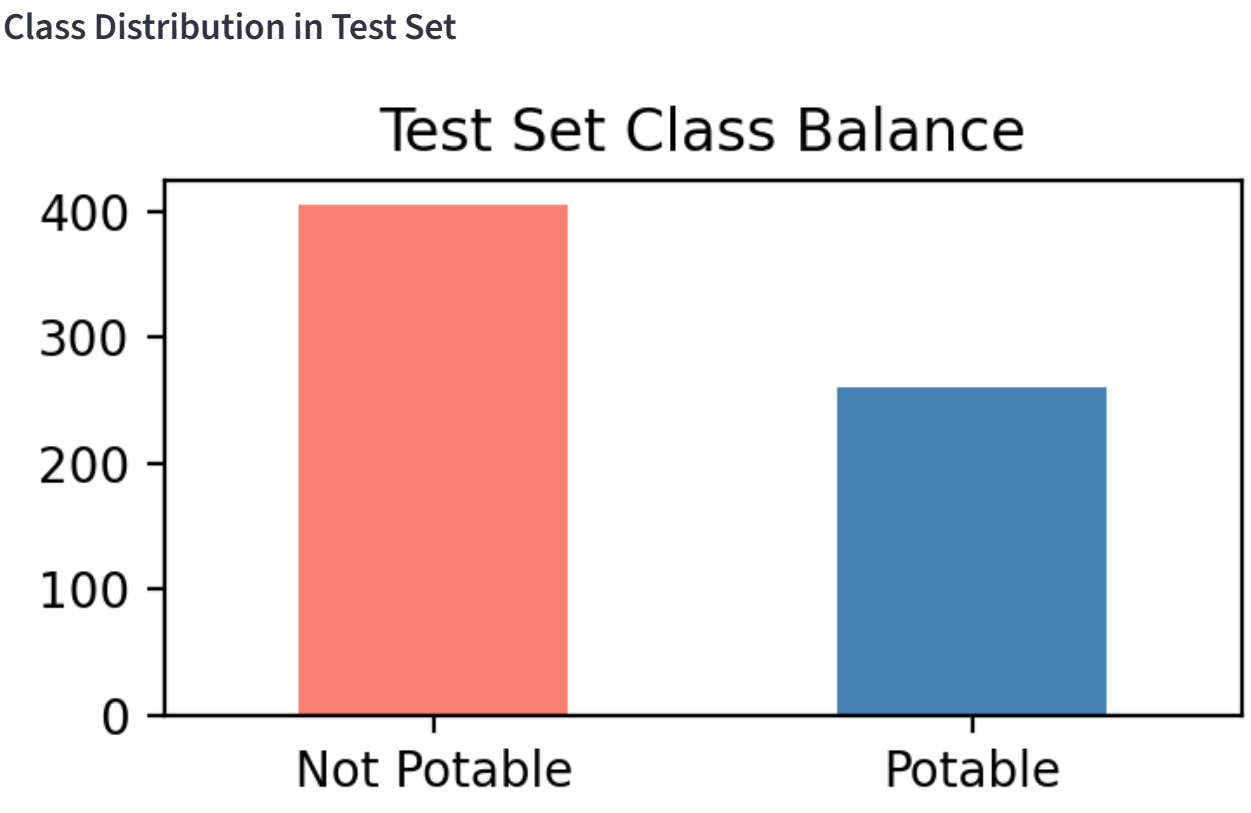 Class Distribution in Test Set
Test Set Class Balance
400
300
200
100
0
Not Potable
Potable